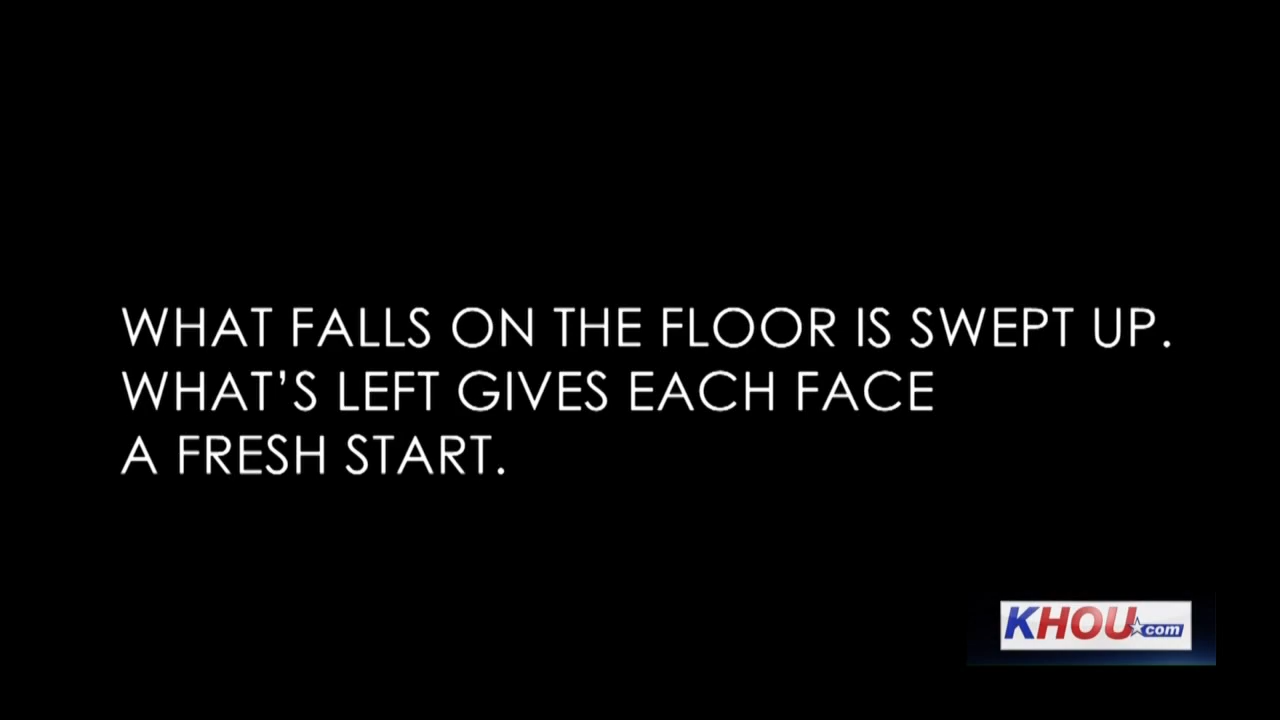 WHAT FALLS ON THE FLOOR IS SWEPT UP.
WHAT’S LEFT GIVES EACH FACE
A FRESH START.
KHOU.com